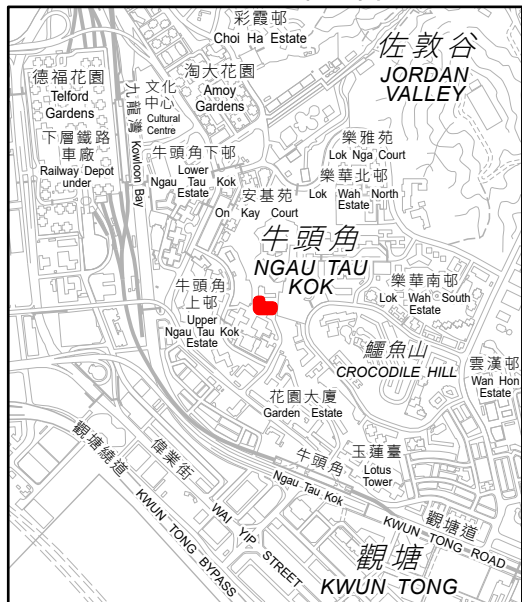 彩霞邨
Choi Ha Estate
佐敦谷
JORDAN
VALLEY
德福花園
Telford
Gardens
文化
中心
Cultural
Centre
淘大花園
Amoy
Gardens
九龍灣 Kowloon Bay
下層鐵路
車廠
Railway Depot
under
牛頭角下邨
Lower
Ngau Tau Kok
Estate
樂雅苑
Lok Nga Court
樂華北邨
Lok Wah North
Estate
安基苑
On Kay Court
牛頭角
NGAU TAU
KOK
牛頭角
上邨
Upper
Ngau Tau Kok
Estate
樂華南邨
Lok Wah South
Estate
鱷魚山
CROCODILE HILL
雲漢邨
Wan Hon
Estate
花園大廈
Garden Estate
玉蓮臺
Lotus
Tower
牛頭角
Ngau Tau Kok
觀塘繞道
KWUN TONG BYPASS
偉業街
WAI YIP STREET
觀塘道
KWUN TONG ROAD
觀塘
KWUN TONG